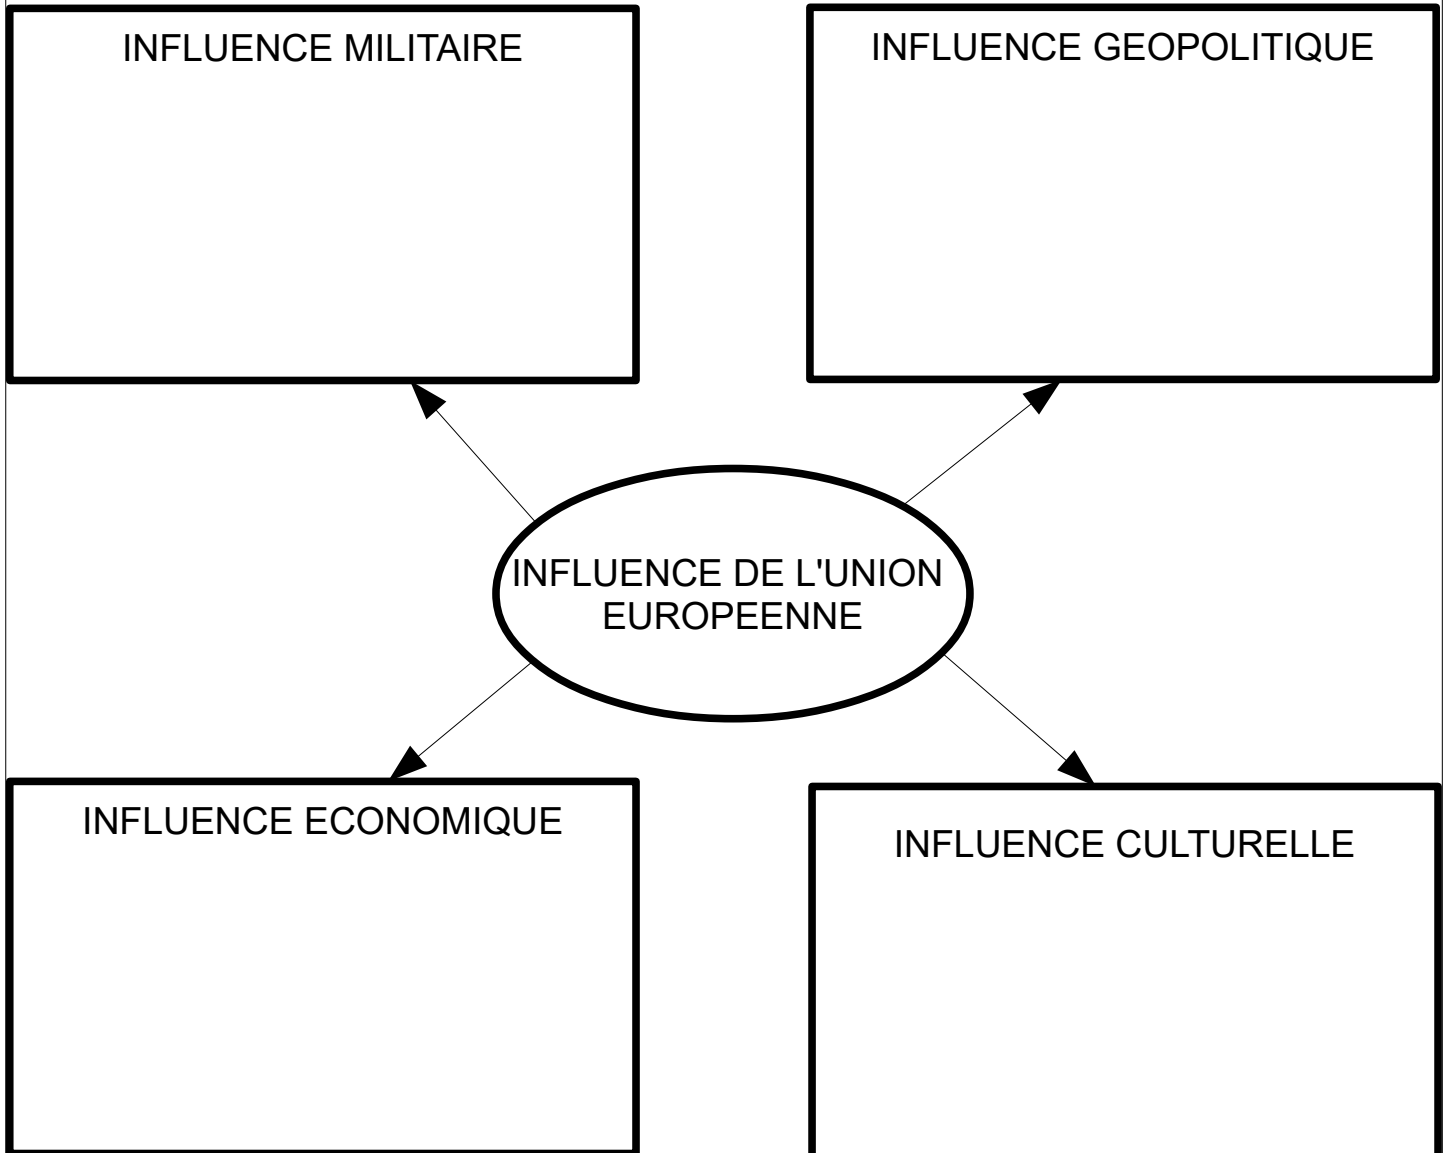 INFLUENCE MILITAIRE
INFLUENCE GEOPOLITIQUE
INFLUENCE DE L'UNION
EUROPEENNE
INFLUENCE ECONOMIQUE
INFLUENCE CULTURELLE